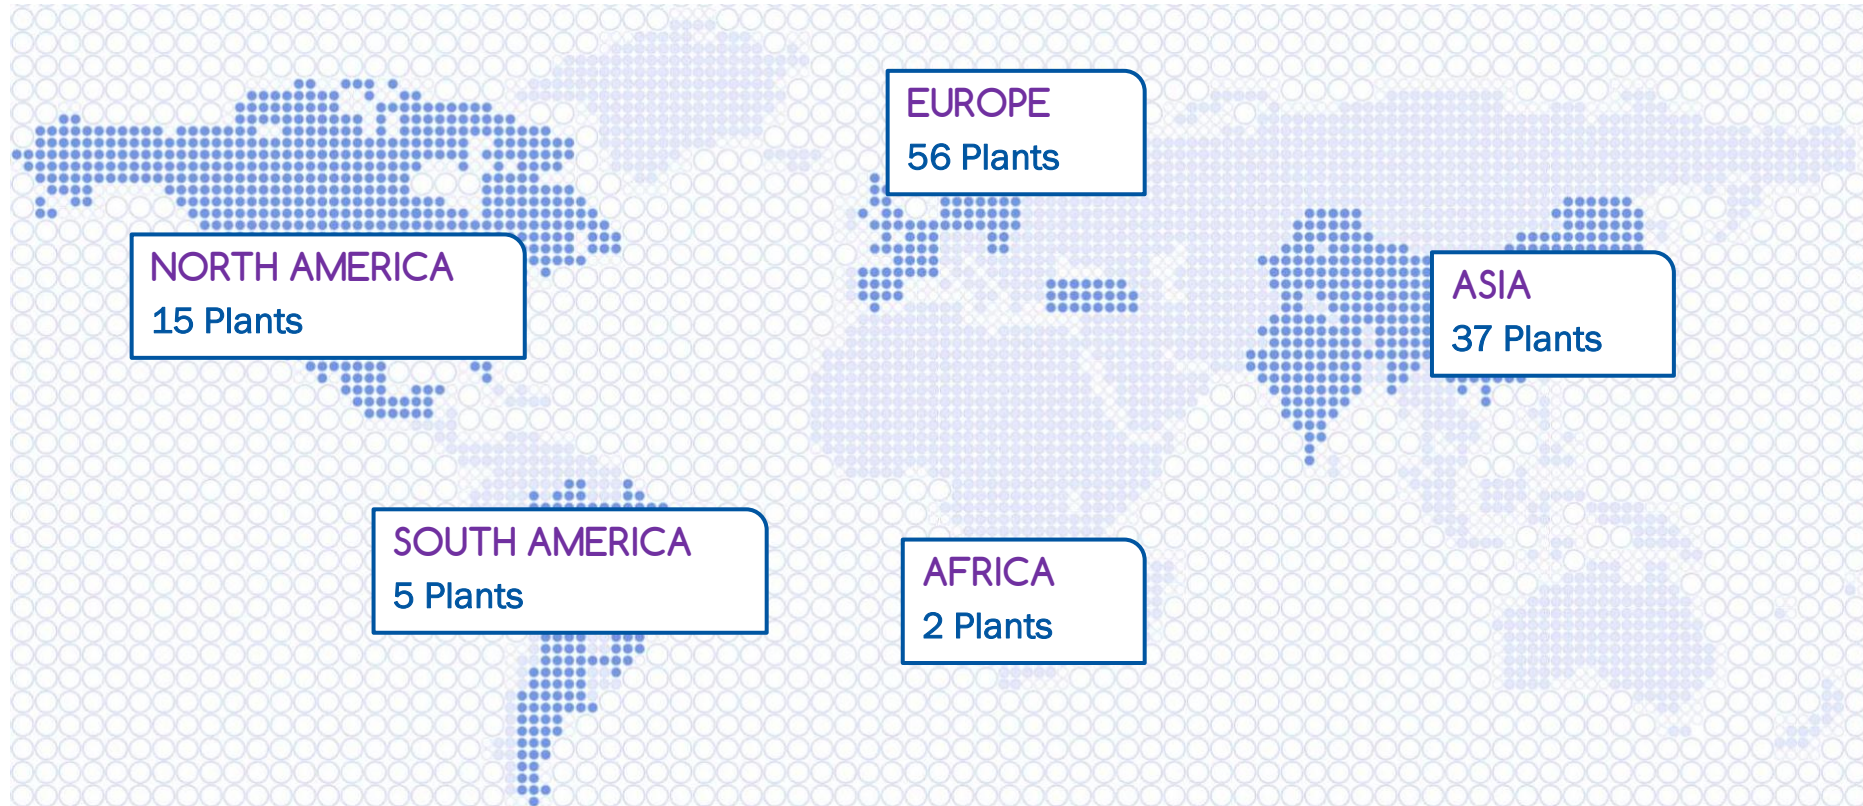 EUROPE
56 Plants
NORTH AMERICA
15 Plants
ASIA
37 Plants
SOUTH AMERICA
5 Plants
AFRICA
2 Plants